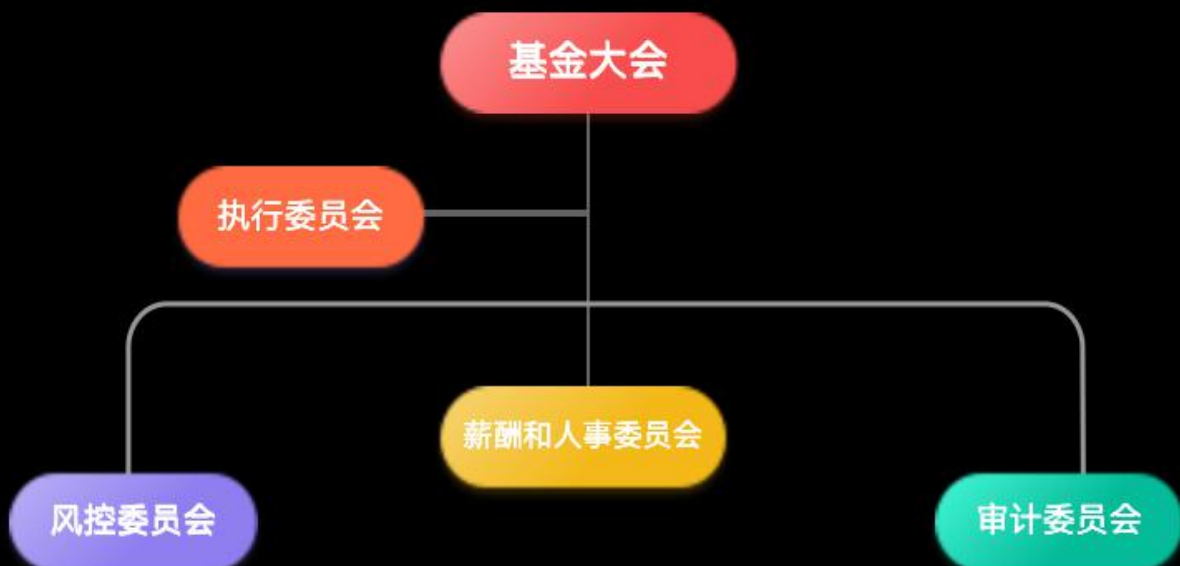 基金大会
执行委员会
薪酬和人事委员会
风控委员会
审计委员会